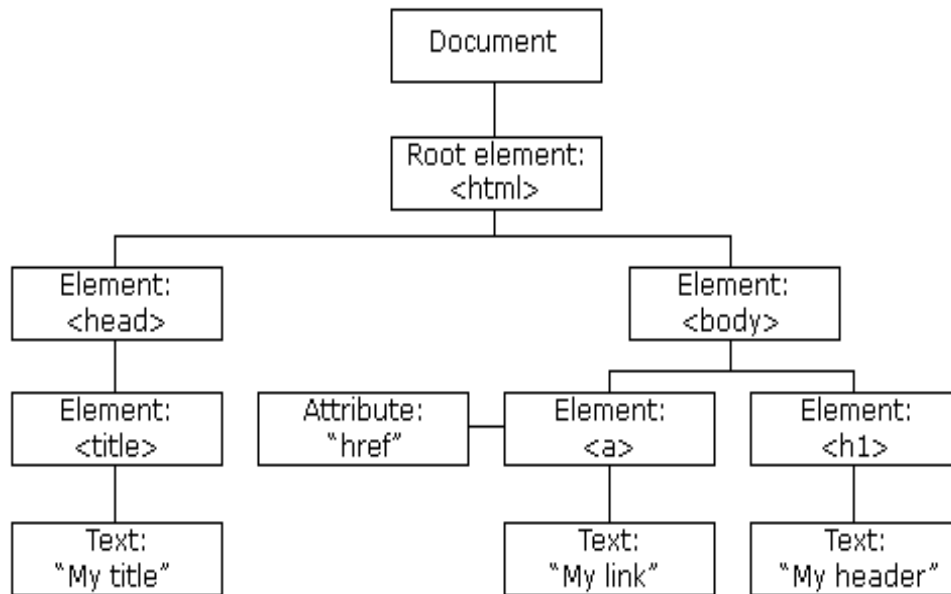 Document
Root element:
<html>
Element:
<head>
Element:
<body>
Element:
<title>
Attribute:
“href”
Element:
<a>
Element:
<h1>
Text:
“My title”
Text:
“My link”
Text:
“My header”